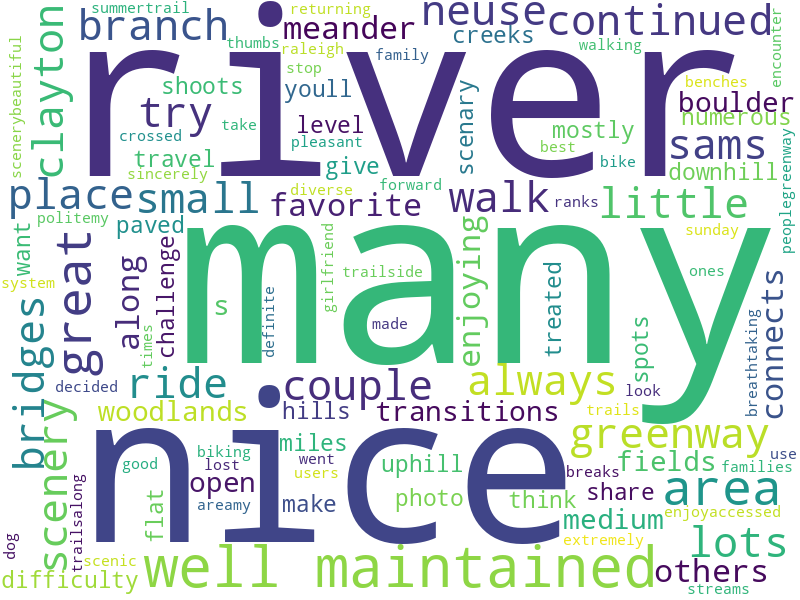 summertrail
returning
branch
meander
neuse
continued
creeks
encounter
thumbs
raleigh
family
walking
scenerybeautiful
clayton
river
stop
shoots
youll
benches
boulder
try
level
numerous
crossed
take
pleasant
mostly
sams
travel
give
best
bike
scenary
downhill
sincerely
diverse
forward
place
small
favorite
walk
ranks
little
peoplegreenway
politemy
paved
want
great
along
challenge
girlfriend
many
enjoying
sunday
system
s
trailside
treated
ones
connects
definite
made
times
spots
breathtaking
bridges
decided
ride
couple
always
look
woodlands
hills
transitions
trails
scenery
nice
greenway
miles
biking
good
lost
went
uphill
breaks
fields
use
families
open
users
areamy
flat
make
photo
think
share
area
medium
enjoyaccessed
dog
trailsalong
scenic
extremely
lots
difficulty
well maintained
others
streams